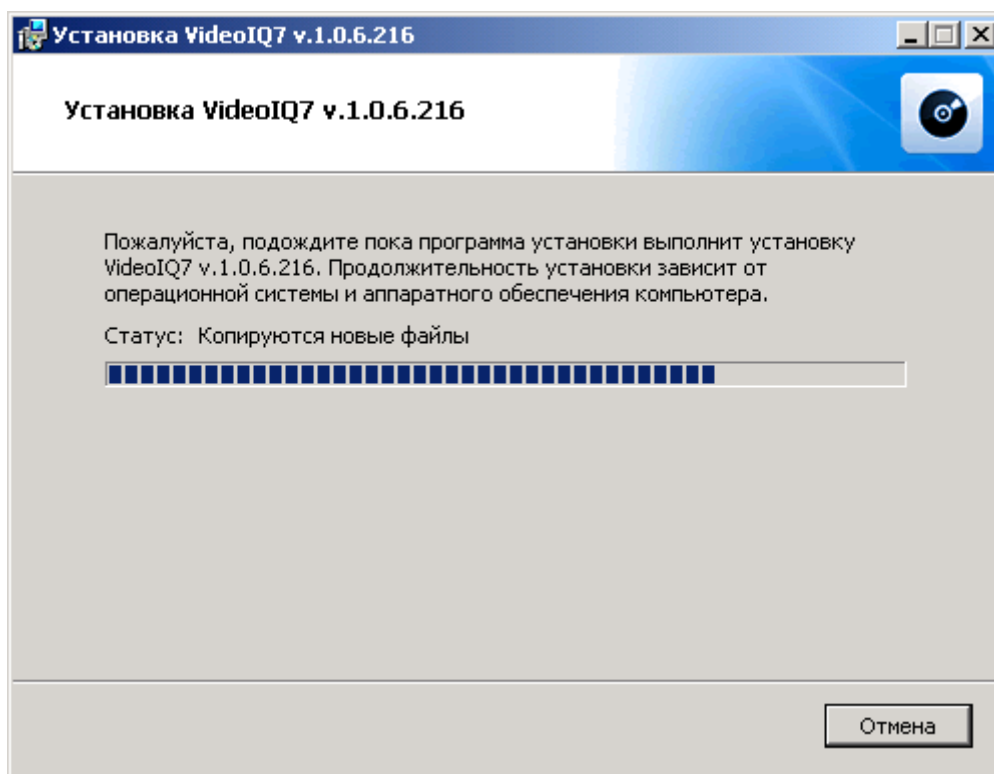 Установка VideoIQ7 v.1.0.6.216
Установка VideoIQ7 v.1.0.6.216
Пожалуйста, подождите пока программа установки выполнит установку
VideoIQ7 v.1.0.6.216. Продолжительность установки зависит от
операционной системы и аппаратного обеспечения компьютера.
Статус: Копируются новые файлы
Отмена